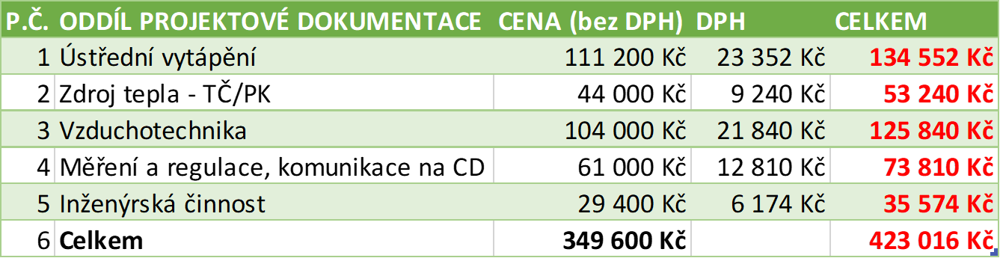 P.Č. ODDÍL PROJEKTOVÉ DOKUMENTACE CENA (bez DPH) DPH CELKEM
1 Ústřední vytápění 111 200 Kč 23 352 Kč 134 552 Kč
2 Zdroj tepla - TČ/PK 44 000 Kč 9 240 Kč 53 240 Kč
3 Vzduchotechnika 104 000 Kč 21 840 Kč 125 840 Kč
4 Měření a regulace, komunikace na CD 61 000 Kč 12 810 Kč 73 810 Kč
5 Inženýrská činnost 29 400 Kč 6 174 Kč 35 574 Kč
6 Celkem 349 600 Kč 423 016 Kč